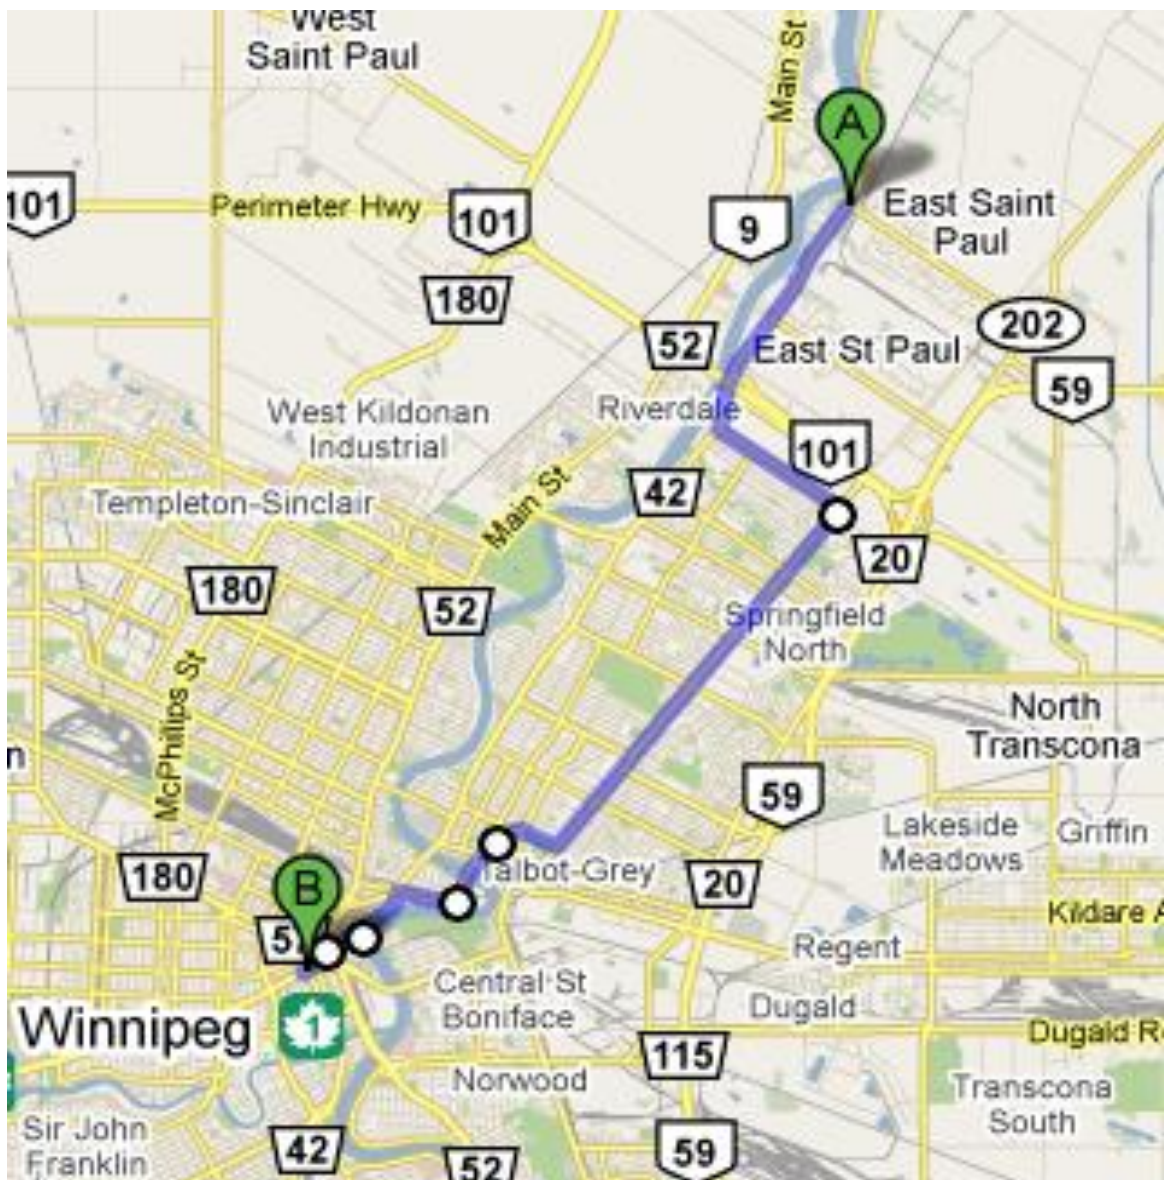 West
Saint Paul
Main St
A
101
Perimeter Hwy
101
9
East Saint
Paul
180
202
52
East St Paul
59
West Kildonan
Industrial
Riverdale
101
42
Templeton-Sinclair
Main St
20
180
52
Springfield
North
McPhillips St
North
Transcona
59
Lakeside
Meadows
Griffin
180
B
Talbot-Grey
20
Kildare A
Regent
Central St
Boniface
Dugald
Winnipeg
1
Dugald R
115
Norwood
Transcona
South
Sir John
Franklin
42
52
59